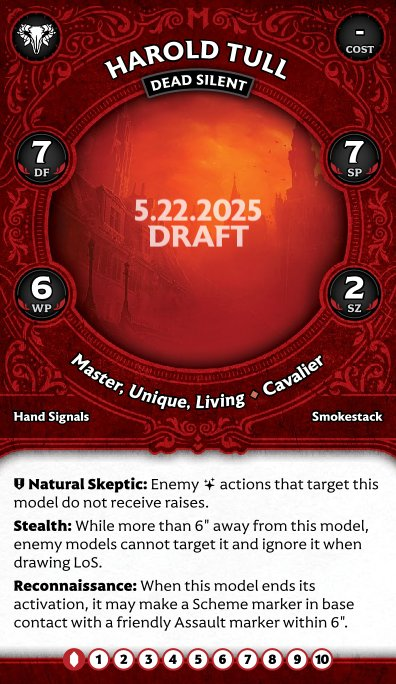 -
COST
HAROLD TULL
DEAD SILENT
7
DF
7
SP
5.22.2025
DRAFT
6
WP
2
SZ
Master, Unique, Living ♦ Cavalier
Hand Signals
Smokestack
Natural Skeptic: Enemy actions that target this
model do not receive raises.
Stealth: While more than 6" away from this model,
enemy models cannot target it and ignore it when
drawing LoS.
Reconnaissance: When this model ends its
activation, it may make a Scheme marker in base
contact with a friendly Assault marker within 6".
1 2 3 4 5 6 7 8 9 10